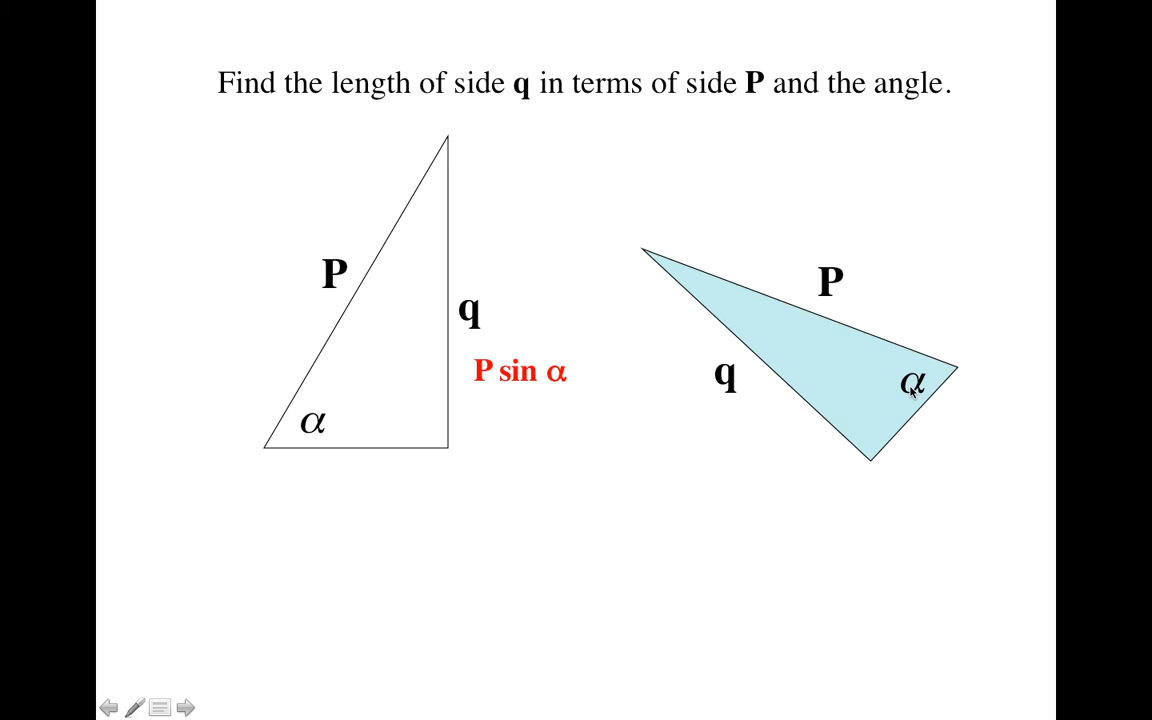 Find the length of side q in terms of side P and the angle.
P
q
P sin α
α
P
q
α